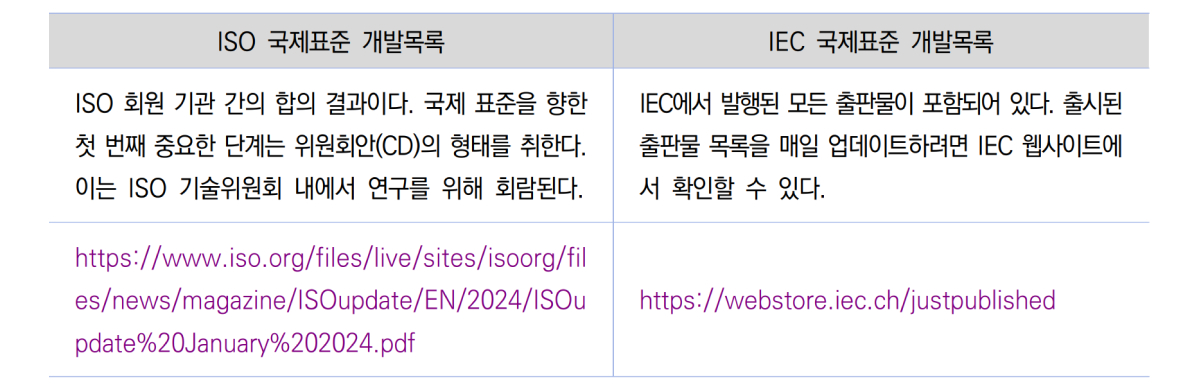 ISO 국제표준 개발목록
IEC 국제표준 개발목록
ISO 회원 기관 간의 합의 결과이다. 국제 표준을 향한
첫 번째 중요한 단계는 위원회안(CD)의 형태를 취한다.
이는 ISO 기술위원회 내에서 연구를 위해 회람된다.
IEC에서 발행된 모든 출판물이 포함되어 있다. 출시된
출판물 목록을 매일 업데이트하려면 IEC 웹사이트에
서 확인할 수 있다.
https://www.iso.org/files/live/sites/isoorg/fil
es/news/magazine/ISOupdate/EN/2024/ISOu
pdate%20January%202024.pdf
https://webstore.iec.ch/justpublished